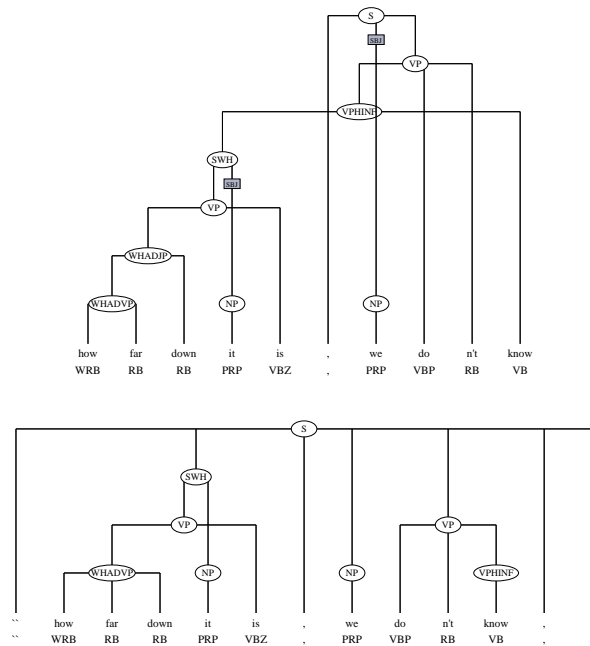 S
SBJ
VP
VPHINF
SWH
SBJ
VP
WHADJP
WHADVP NP NP
how far down it is , we do n't know
WRB RB RB PRP VBZ , PRP VBP RB VB
S
SWH
VP VP
WHADVP NP NP VPHINF
`` how far down it is , we do n't know ,
`` WRB RB RB PRP VBZ , PRP VBP RB VB ,